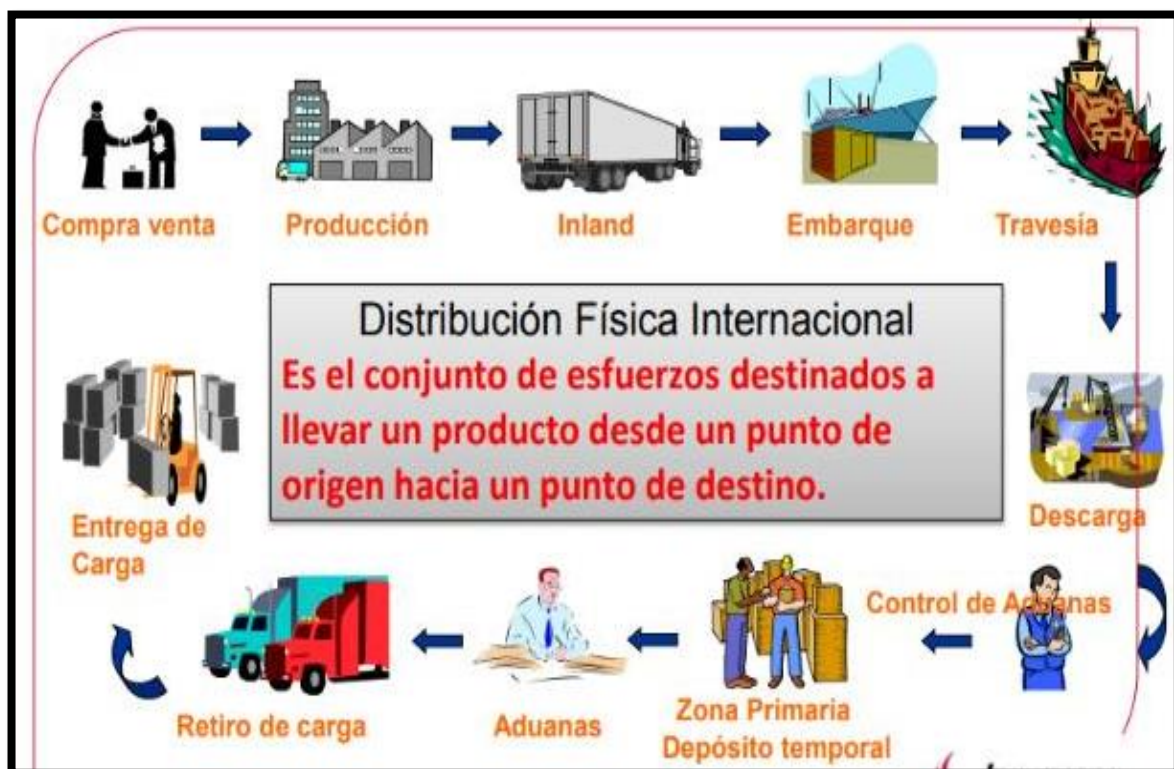 Compra venta
Producción
Inland
Embarque
Travesía
Distribución Física Internacional
Es el conjunto de esfuerzos destinados a
llevar un producto desde un punto de
origen hacia un punto de destino.
Descarga
Control de Aduanas
Zona Primaria
Depósito temporal
Aduanas
Retiro de carga
Entrega de
Carga